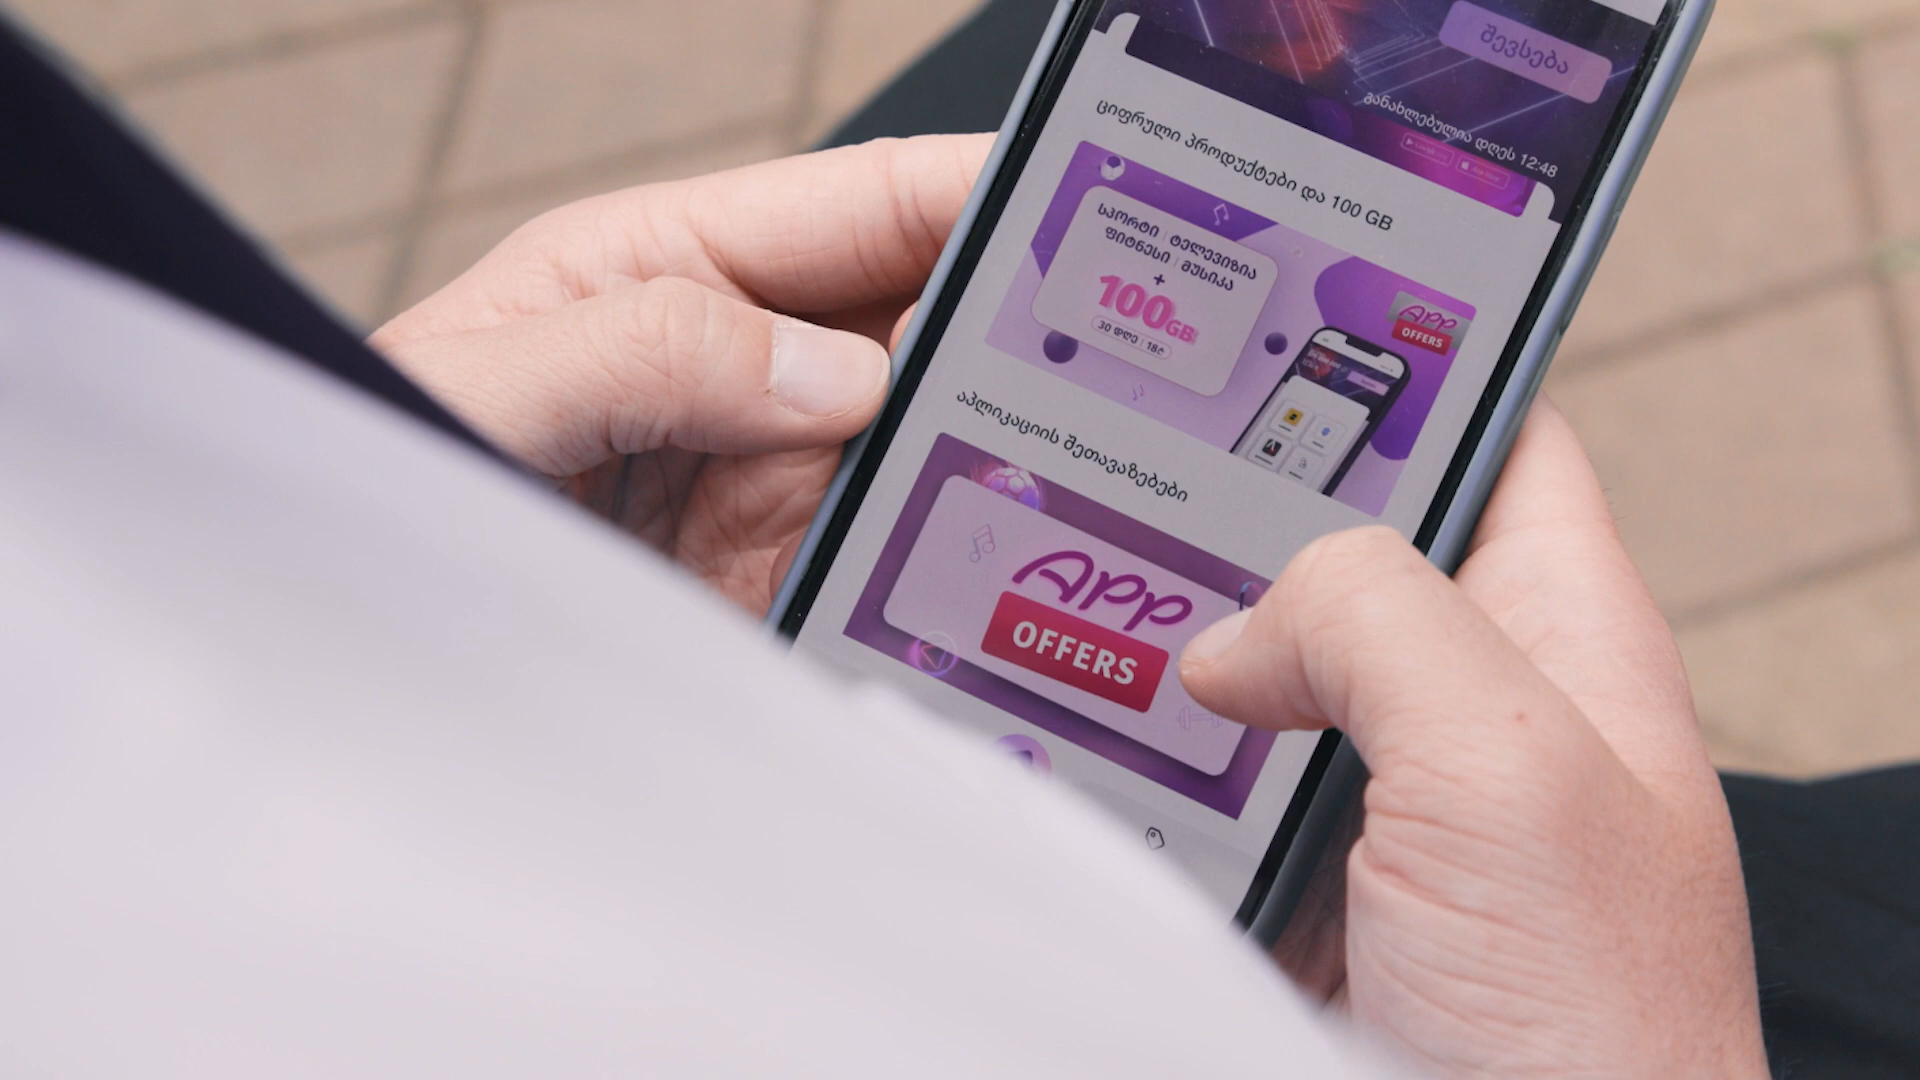 შევსება
განახლებულია დღეს 12:48
ციფრული პროდუქტები და 100 GB
სპორტი | ტელევიზია
ფიტნესი | მუსიკა
+
100GB
30 დღე | 18₾
APP
OFFERS
აპლიკაციის შეთავაზებები
APP
OFFERS